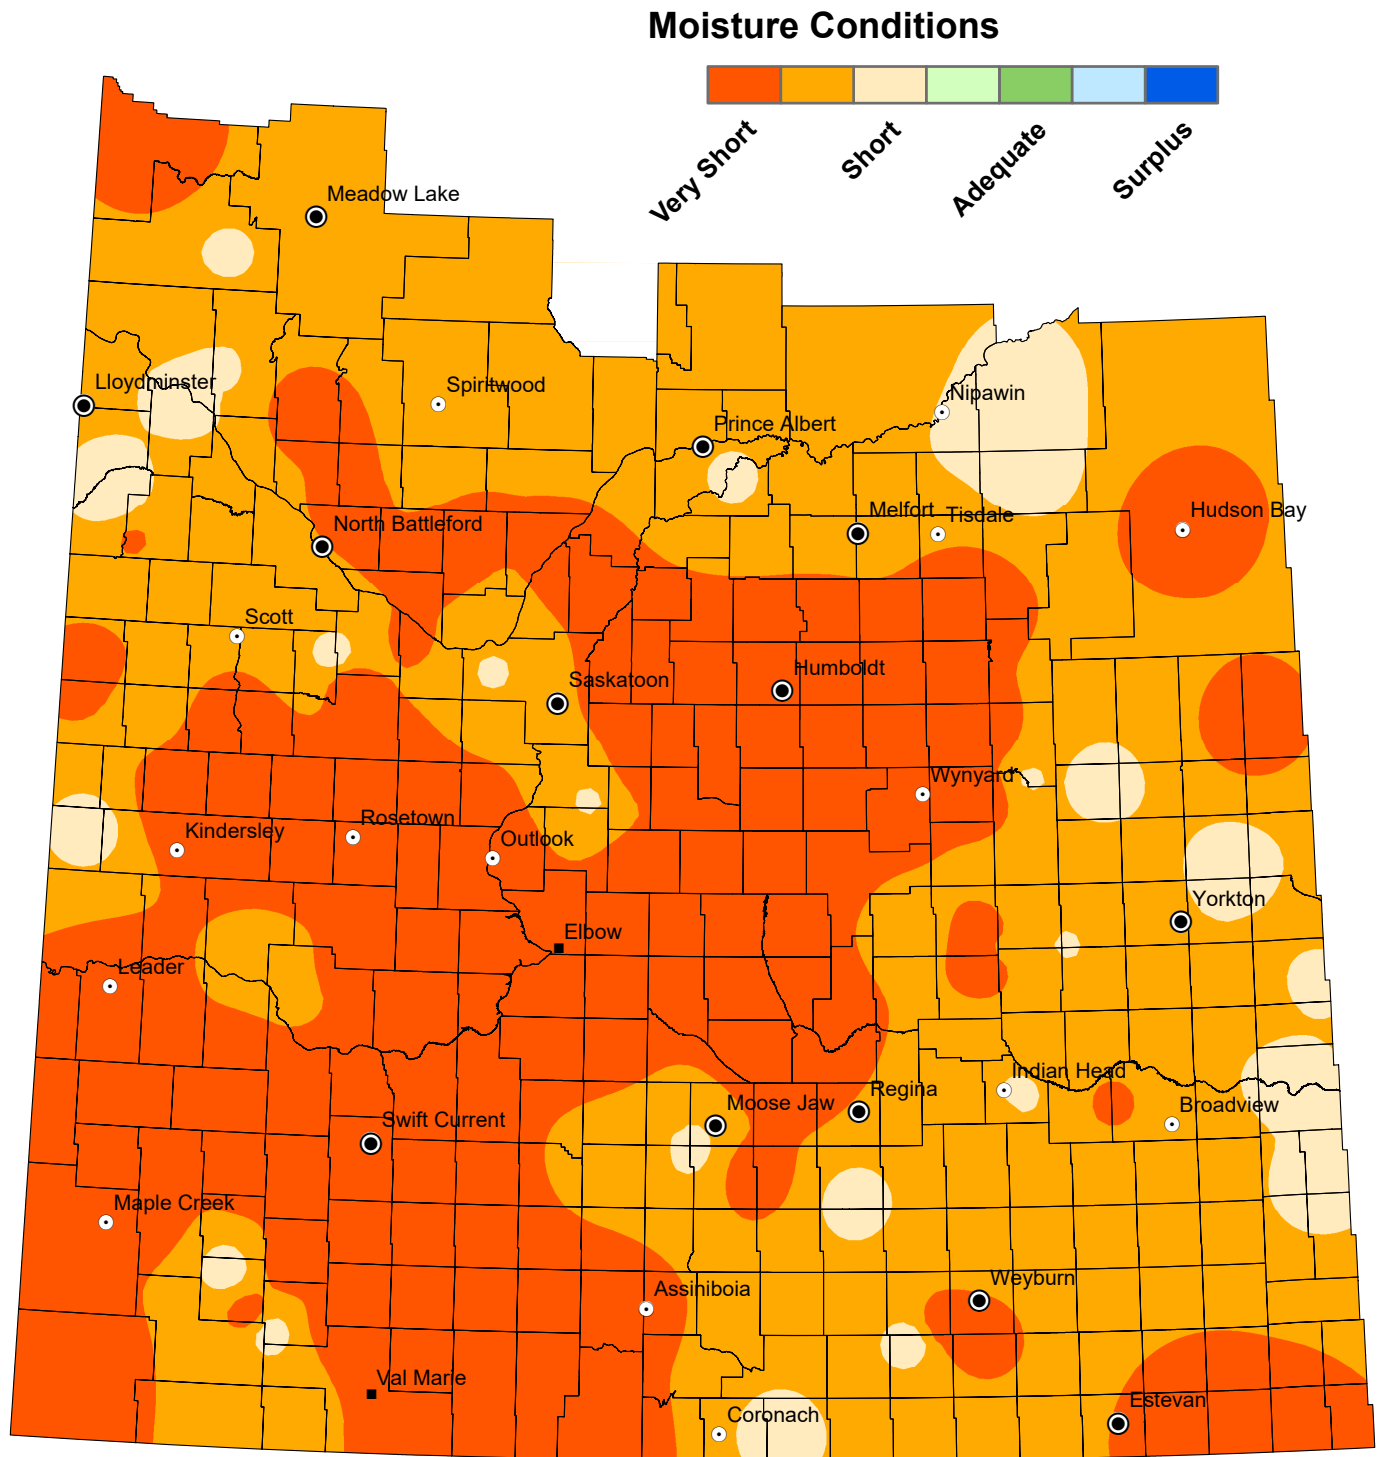 Moisture Conditions
Very Short
Short
Adequate
Surplus
Meadow Lake
Lloydminster
Spiritwood
Nipawin
Prince Albert
North Battleford
Melfort
Tisdale
Hudson Bay
Scott
Saskatoon
Humboldt
Wynyard
Kindersley
Rosetown
Outlook
Yorkton
Elbow
Leader
Indian Head
Swift Current
Moose Jaw
Regina
Broadview
Maple Creek
Assiniboia
Weyburn
Val Marie
Coronach
Estevan